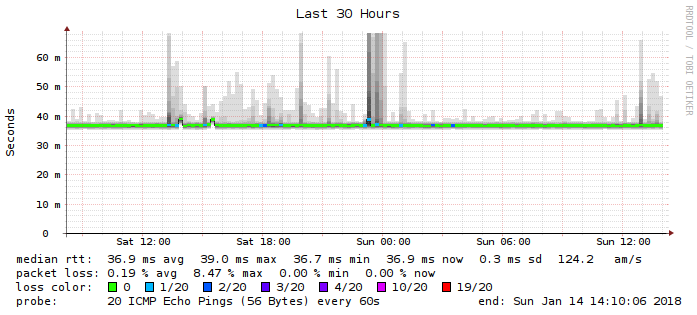 Last 30 Hours
RRDTOOL / TOBI OETIKER
Seconds
60 m
50 m
40 m
30 m
20 m
10 m
0
Sat 12:00 Sat 18:00 Sun 00:00 Sun 06:00 Sun 12:00
median rtt: 36.9 ms avg 39.0 ms max 36.7 ms min 36.9 ms now 0.3 ms sd 124.2 am/s
packet loss: 0.19 % avg 8.47 % max 0.00 % min 0.00 % now
loss color: 0 1/20 2/20 3/20 4/20 10/20 19/20
probe: 20 ICMP Echo Pings (56 Bytes) every 60s end: Sun Jan 14 14:10:06 2018